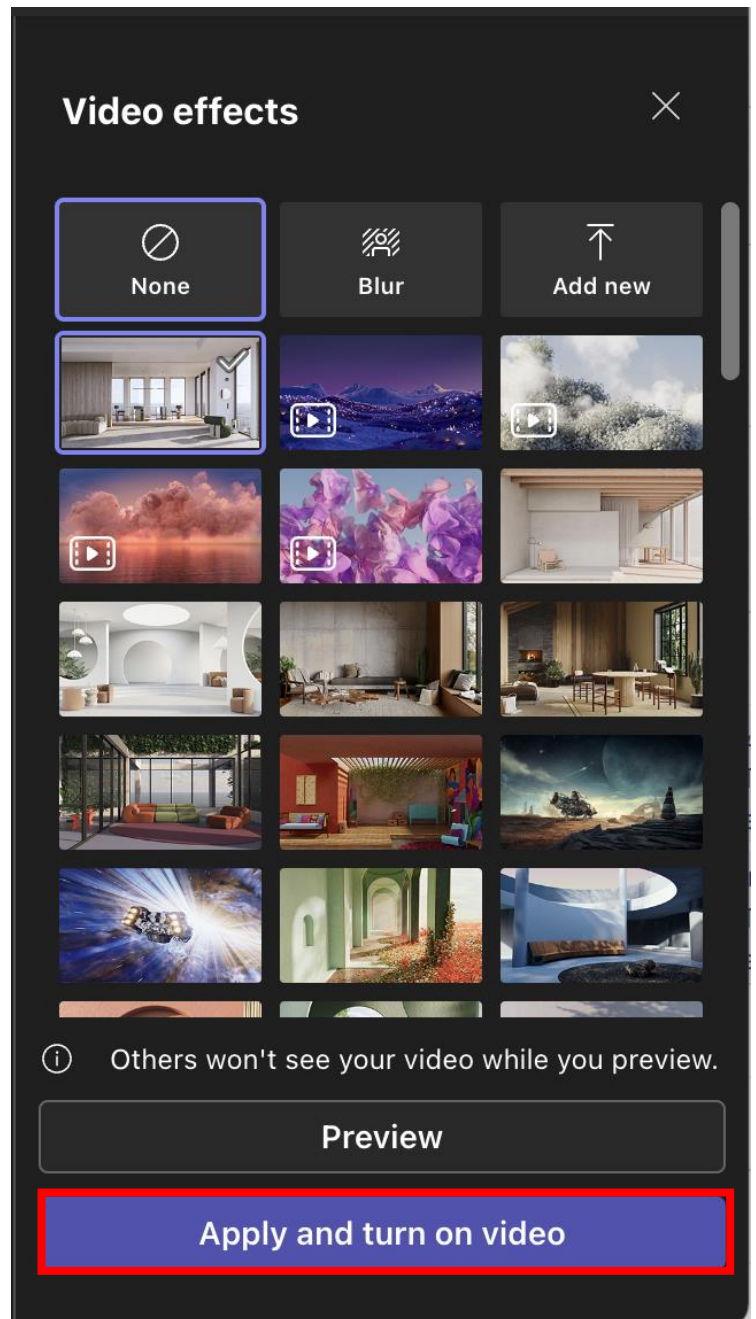 Video effects
None
Blur
Add new
Others won't see your video while you preview.
Preview
Apply and turn on video